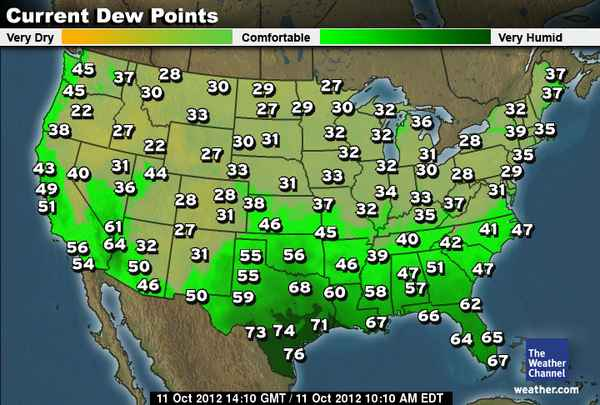 Current Dew Points
Very Dry Comfortable Very Humid
45 37 28 30 29 27 37
45 30 37
22 33 27 29 30 32 36 32
38 27 22 30 31 32 32 28 39 35
27 32 31 35
43 40 31 44 33 33 30 28 29
49 36 28 28 31 34 33 37 31
51 31 38 37 32 35
61 27 46 45 40 42 41 47
56 64 32 31 55 56 46 39
54 50 55 47 51 47
46 50 59 68 60 58 57
62
73 74 71 67 66 64 65
76 67
The
Weather
Channel
weather.com
11 Oct 2012 14:10 GMT / 11 Oct 2012 10:10 AM EDT